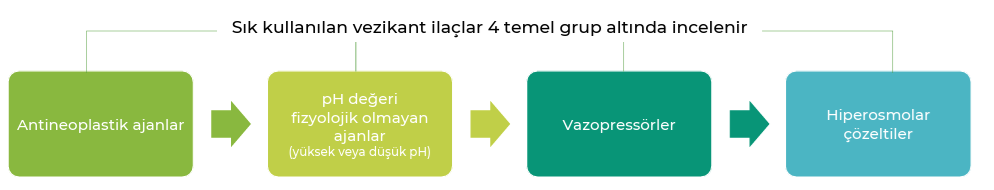 Sık kullanılan vezikant ilaçlar 4 temel grup altında incelenir
Antineoplastik ajanlar
pH değeri
fizyolojik olmayan
ajanlar
(yüksek veya düşük pH)
Vazopressörler
Hiperosmolar
çözeltiler